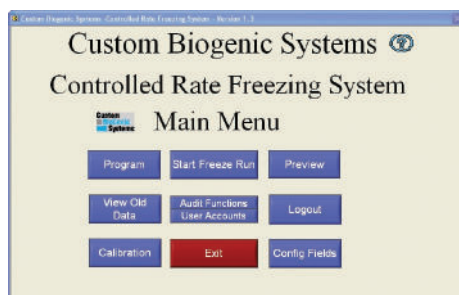 Custom Biogenic Systems -Controlled Rate Freezing System - Version 1.3
Custom Biogenic Systems
Controlled Rate Freezing System
Custom
Biogenic
Systems
Main Menu
Program
Start Freeze Run
Preview
View Old
Data
Audit Functions
User Accounts
Logout
Calibration
Exit
Config Fields